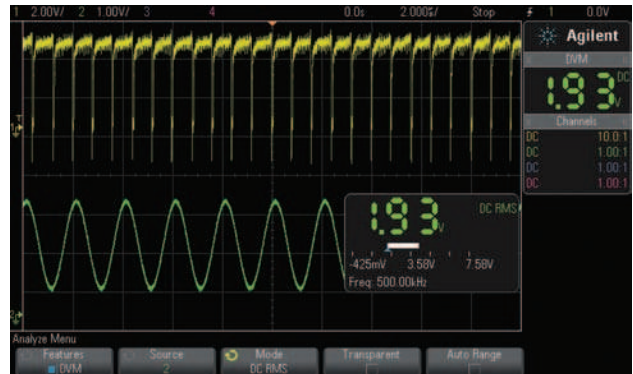 1 2.00V/ 2 1.00V/ 3 4 0.0s 2.000µs/ Stop 1 0.0V
Agilent
DVM
1.93 V DC
Channels
DC 10.0:1
DC 1.00:1
DC 1.00:1
DC 1.00:1
T
1
1.93 V DC RMS
-425mV 3.58V 7.58V
Freq: 500.00kHz
2
Analyze Menu
Features Source Mode Transparent Auto Range
DVM 2 DC RMS